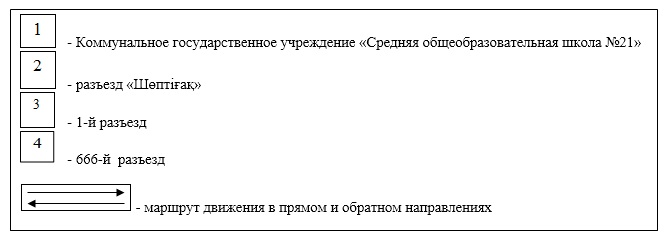 1 - Коммунальное государственное учреждение «Средняя общеобразовательная школа №21»
2 - разъезд «Шөптіғақ»
3 - 1-й разъезд
4 - 666-й разъезд
- маршрут движения в прямом и обратном направлениях